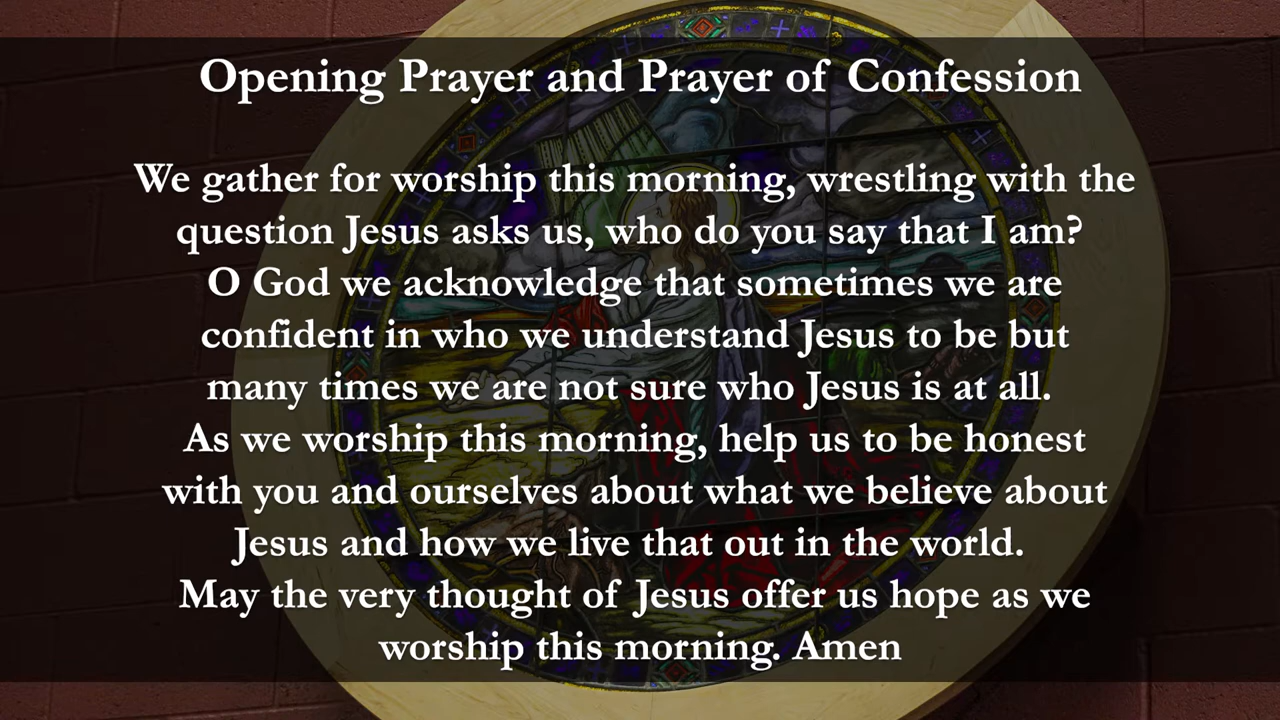 Opening Prayer and Prayer of Confession
We gather for worship this morning, wrestling with the
question Jesus asks us, who do you say that I am?
O God we acknowledge that sometimes we are
confident in who we understand Jesus to be but
many times we are not sure who Jesus is at all.
As we worship this morning, help us to be honest
with you and ourselves about what we believe about
Jesus and how we live that out in the world.
May the very thought of Jesus offer us hope as we
worship this morning. Amen